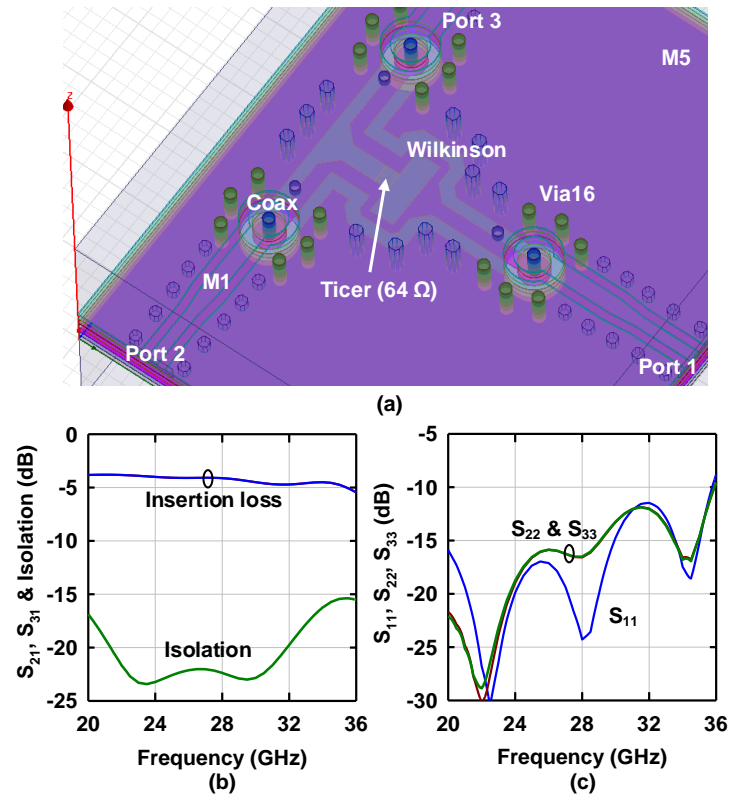 Port 3
M5
Wilkinson
Coax
Via16
M1
Ticer (64 Ω)
Port 2
Port 1
z
(a)
S21, S31 & Isolation (dB)
0
-5
-10
-15
-20
-25
Insertion loss
Isolation
20 24 28 32 36
Frequency (GHz)
(b)
S11, S22, S33 (dB)
-5
-10
-15
-20
-25
-30
S22 & S33
S11
20 24 28 32 36
Frequency (GHz)
(c)